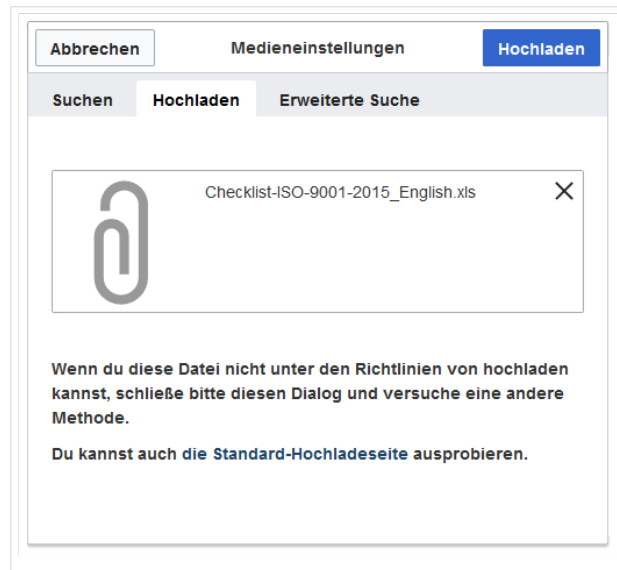 Abbrechen Medieneinstellungen Hochladen
Suchen Hochladen Erweiterte Suche
Checklist-ISO-9001-2015_English.xls
Wenn du diese Datei nicht unter den Richtlinien von hochladen
kannst, schließe bitte diesen Dialog und versuche eine andere
Methode.
Du kannst auch die Standard-Hochladeseite ausprobieren.